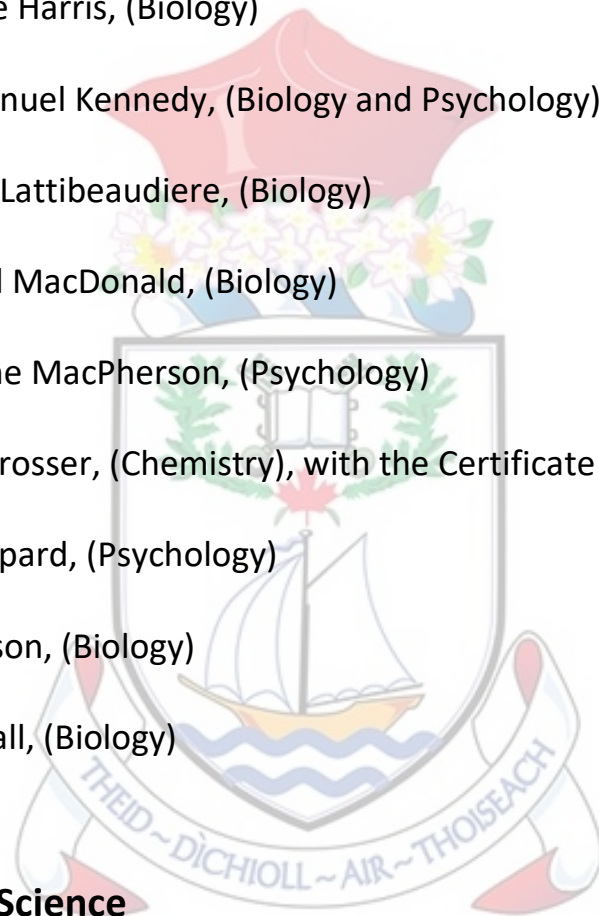 e Harris, (Biology)
nuel Kennedy, (Biology and Psychology)
Lattibeaudiere, (Biology)
l MacDonald, (Biology)
ne MacPherson, (Psychology)
rosser, (Chemistry), with the Certificate
pard, (Psychology)
son, (Biology)
all, (Biology)
THEID ~ DÌCHIOLL ~ AIR ~ THOISEACH
Science